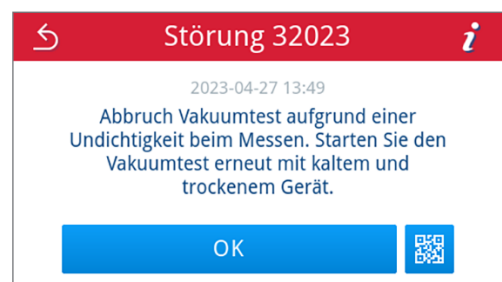 Störung 32023
i
2023-04-27 13:49
Abbruch Vakuumtest aufgrund einer
Undichtigkeit beim Messen. Starten Sie den
Vakuumtest erneut mit kaltem und
trockenem Gerät.
OK